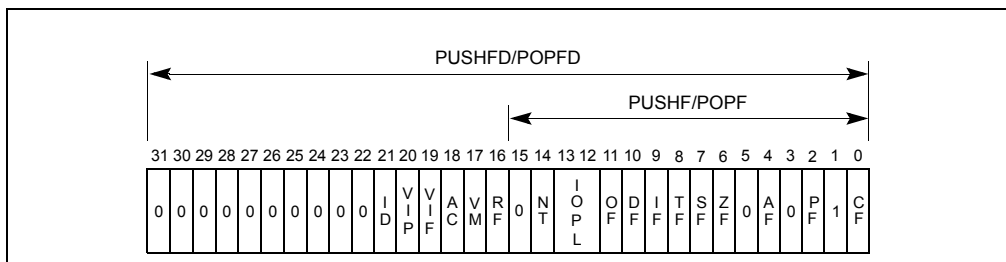 PUSHFD/POPFD
PUSHF/POPF
31 30 29 28 27 26 25 24 23 22 21 20 19 18 17 16 15 14 13 12 11 10 9 8 7 6 5 4 3 2 1 0
0 0 0 0 0 0 0 0 0 0 ID VIP VIF AC VM RF 0 NT IOPL OF DF IF TF SF ZF 0 AF 0 PF 1 CF